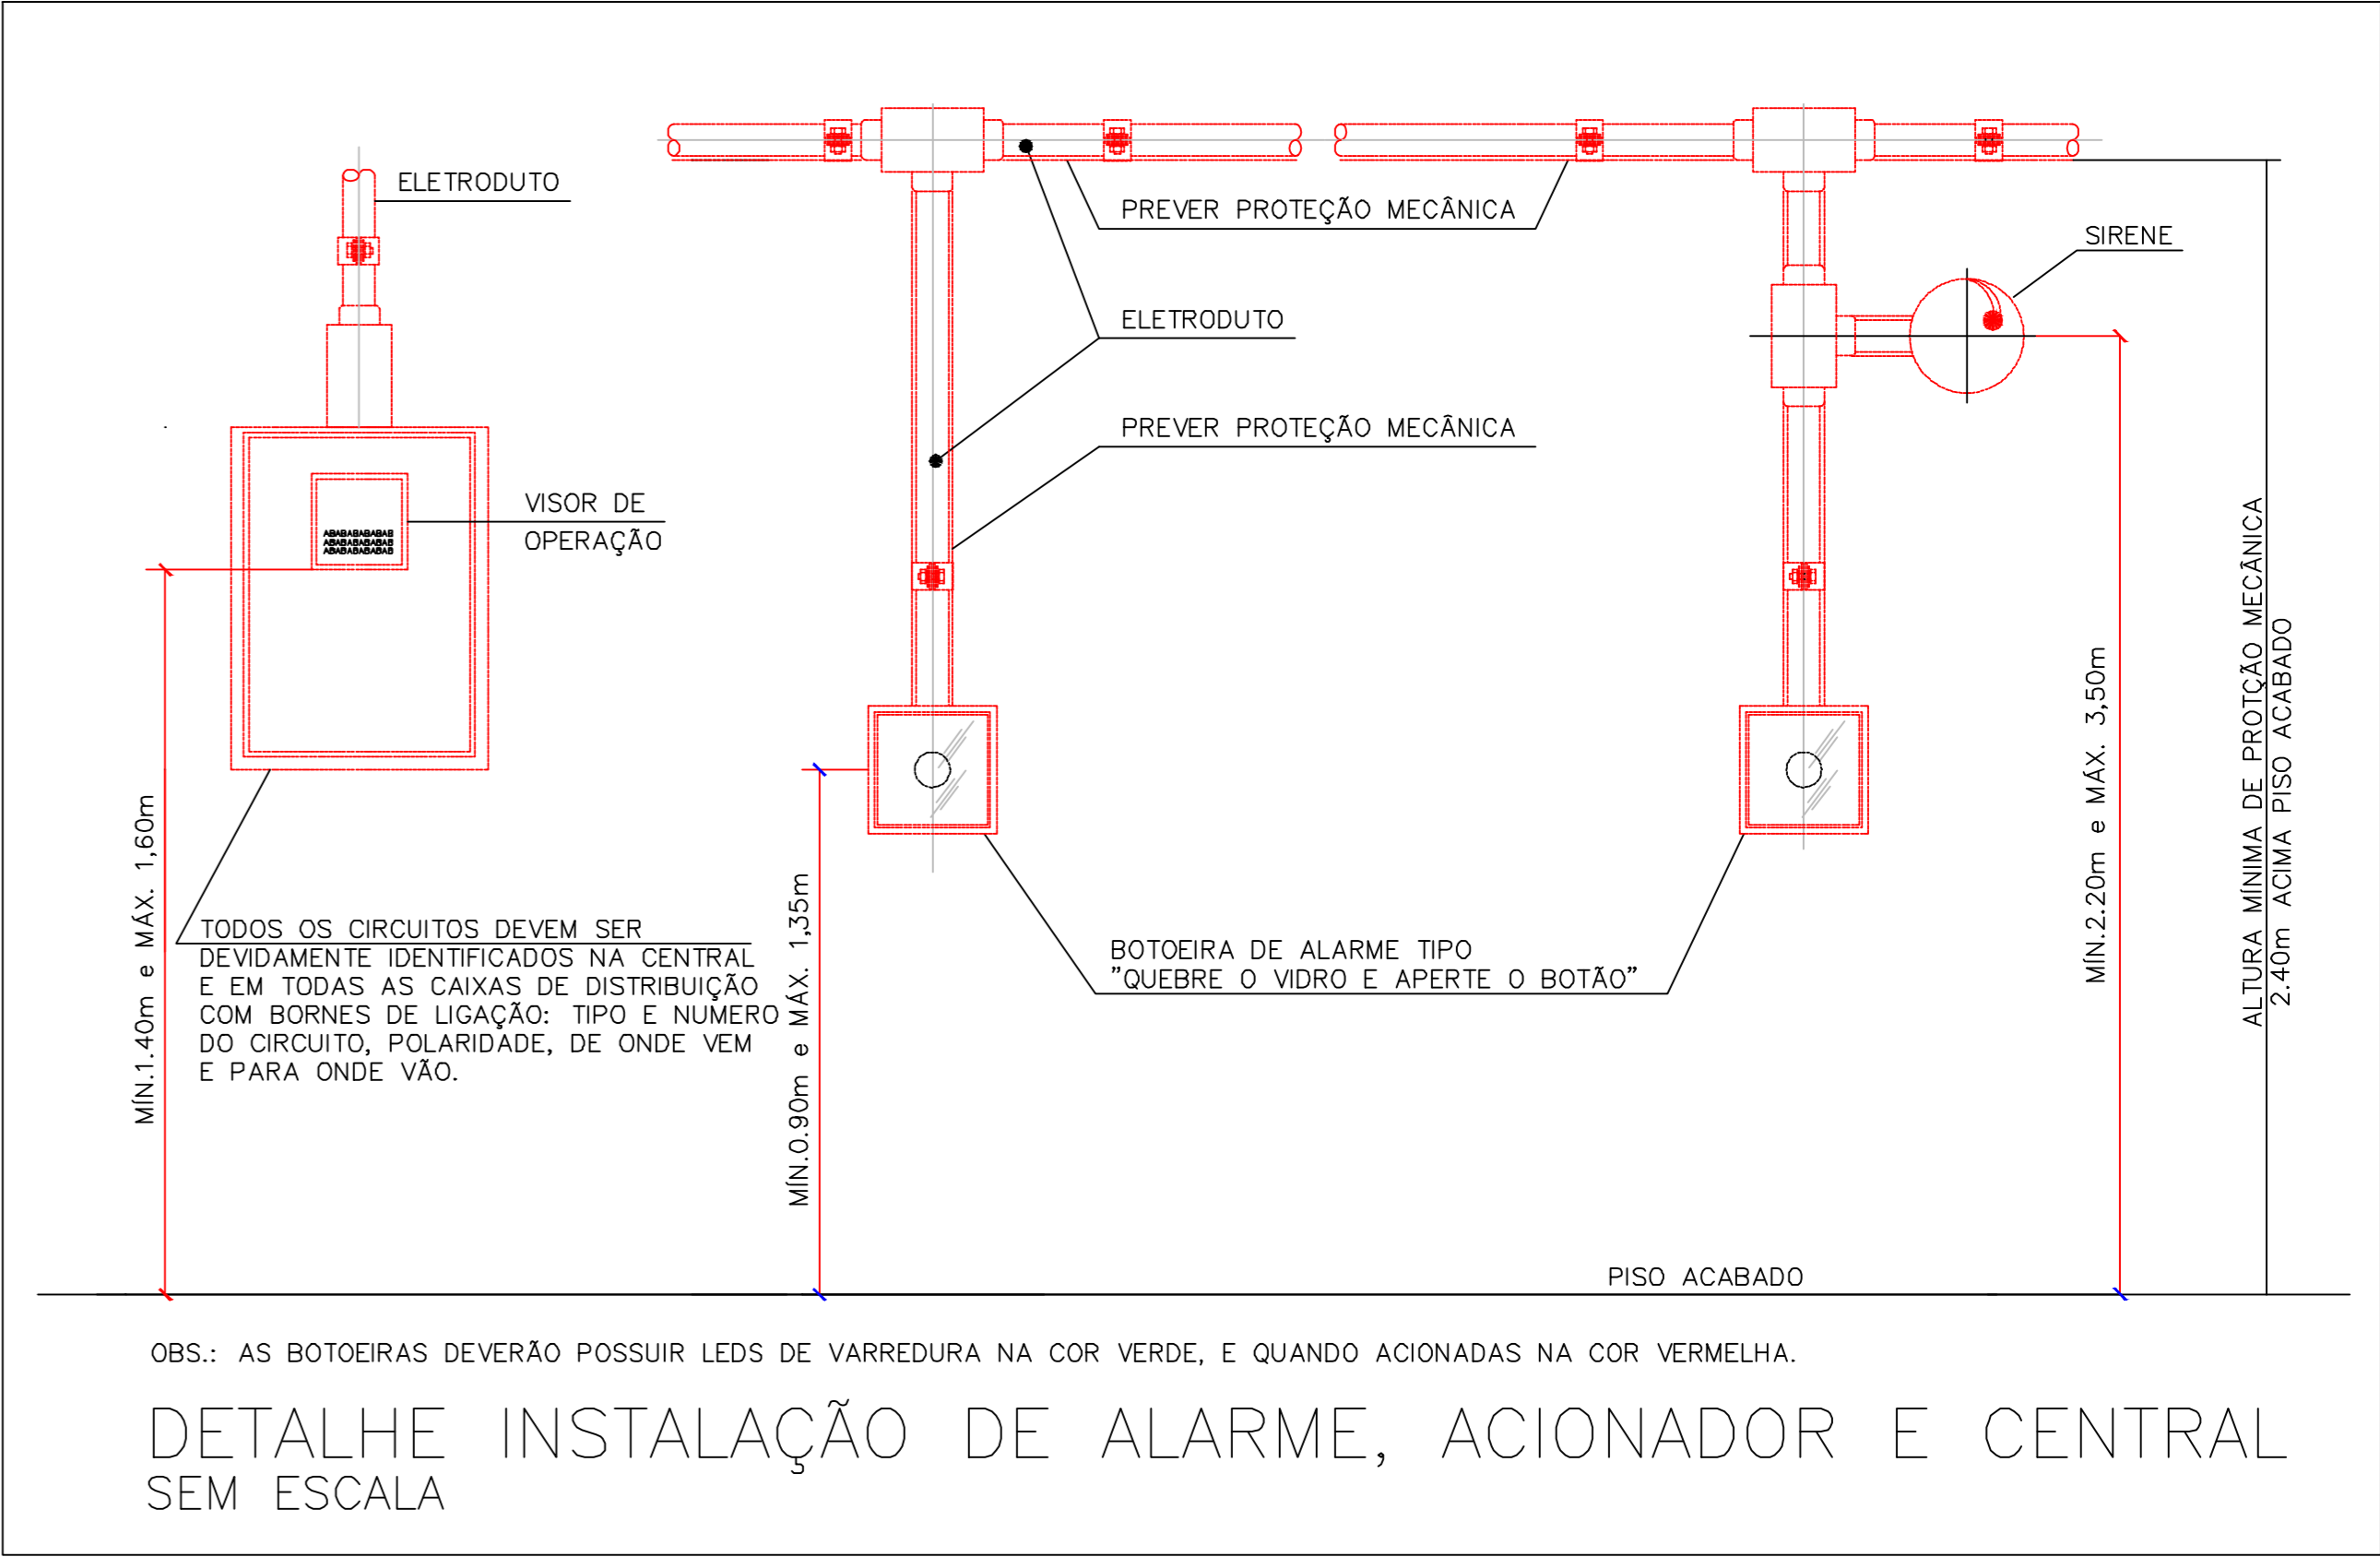 ELETRODUTO
PREVER PROTEÇÃO MECÂNICA
SIRENE
ELETRODUTO
PREVER PROTEÇÃO MECÂNICA
VISOR DE
OPERAÇÃO
ABABABABABAB
ABABABABABAB
ABABABABABAB
MÍN.1.40m e MÁX. 1,60m
TODOS OS CIRCUITOS DEVEM SER
DEVIDAMENTE IDENTIFICADOS NA CENTRAL
E EM TODAS AS CAIXAS DE DISTRIBUIÇÃO
COM BORNES DE LIGAÇÃO: TIPO E NUMERO
DO CIRCUITO, POLARIDADE, DE ONDE VEM
E PARA ONDE VÃO.
MÍN.0.90m e MÁX. 1,35m
BOTOEIRA DE ALARME TIPO
"QUEBRE O VIDRO E APERTE O BOTÃO"
MÍN.2.20m e MÁX. 3,50m
ALTURA MÍNIMA DE PROTÇÃO MECÂNICA
2.40m ACIMA PISO ACABADO
PISO ACABADO
OBS.: AS BOTOEIRAS DEVERÃO POSSUIR LEDS DE VARREDURA NA COR VERDE, E QUANDO ACIONADAS NA COR VERMELHA.
DETALHE INSTALAÇÃO DE ALARME, ACIONADOR E CENTRAL
SEM ESCALA